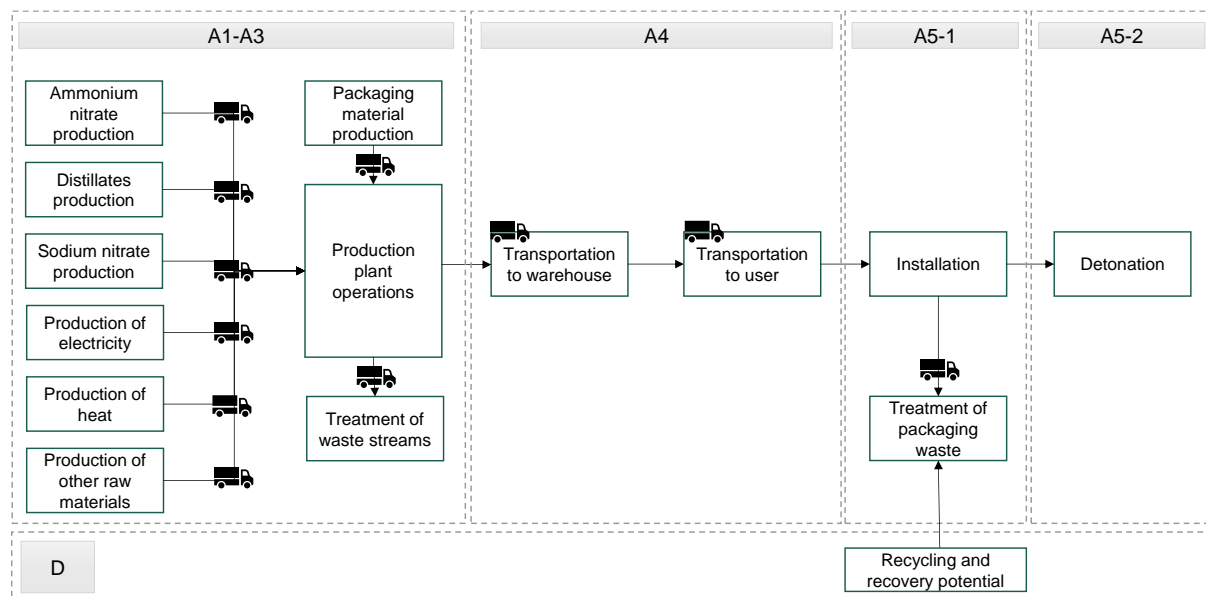 A1-A3
A4
A5-1
A5-2
Ammonium
nitrate
production
Packaging
material
production
Distillates
production
Sodium nitrate
production
Production
plant
operations
Transportation
to warehouse
Transportation
to user
Installation
Detonation
Production of
electricity
Production of
heat
Production of
other raw
materials
Treatment of
waste streams
Treatment of
packaging
waste
D
Recycling and
recovery potential